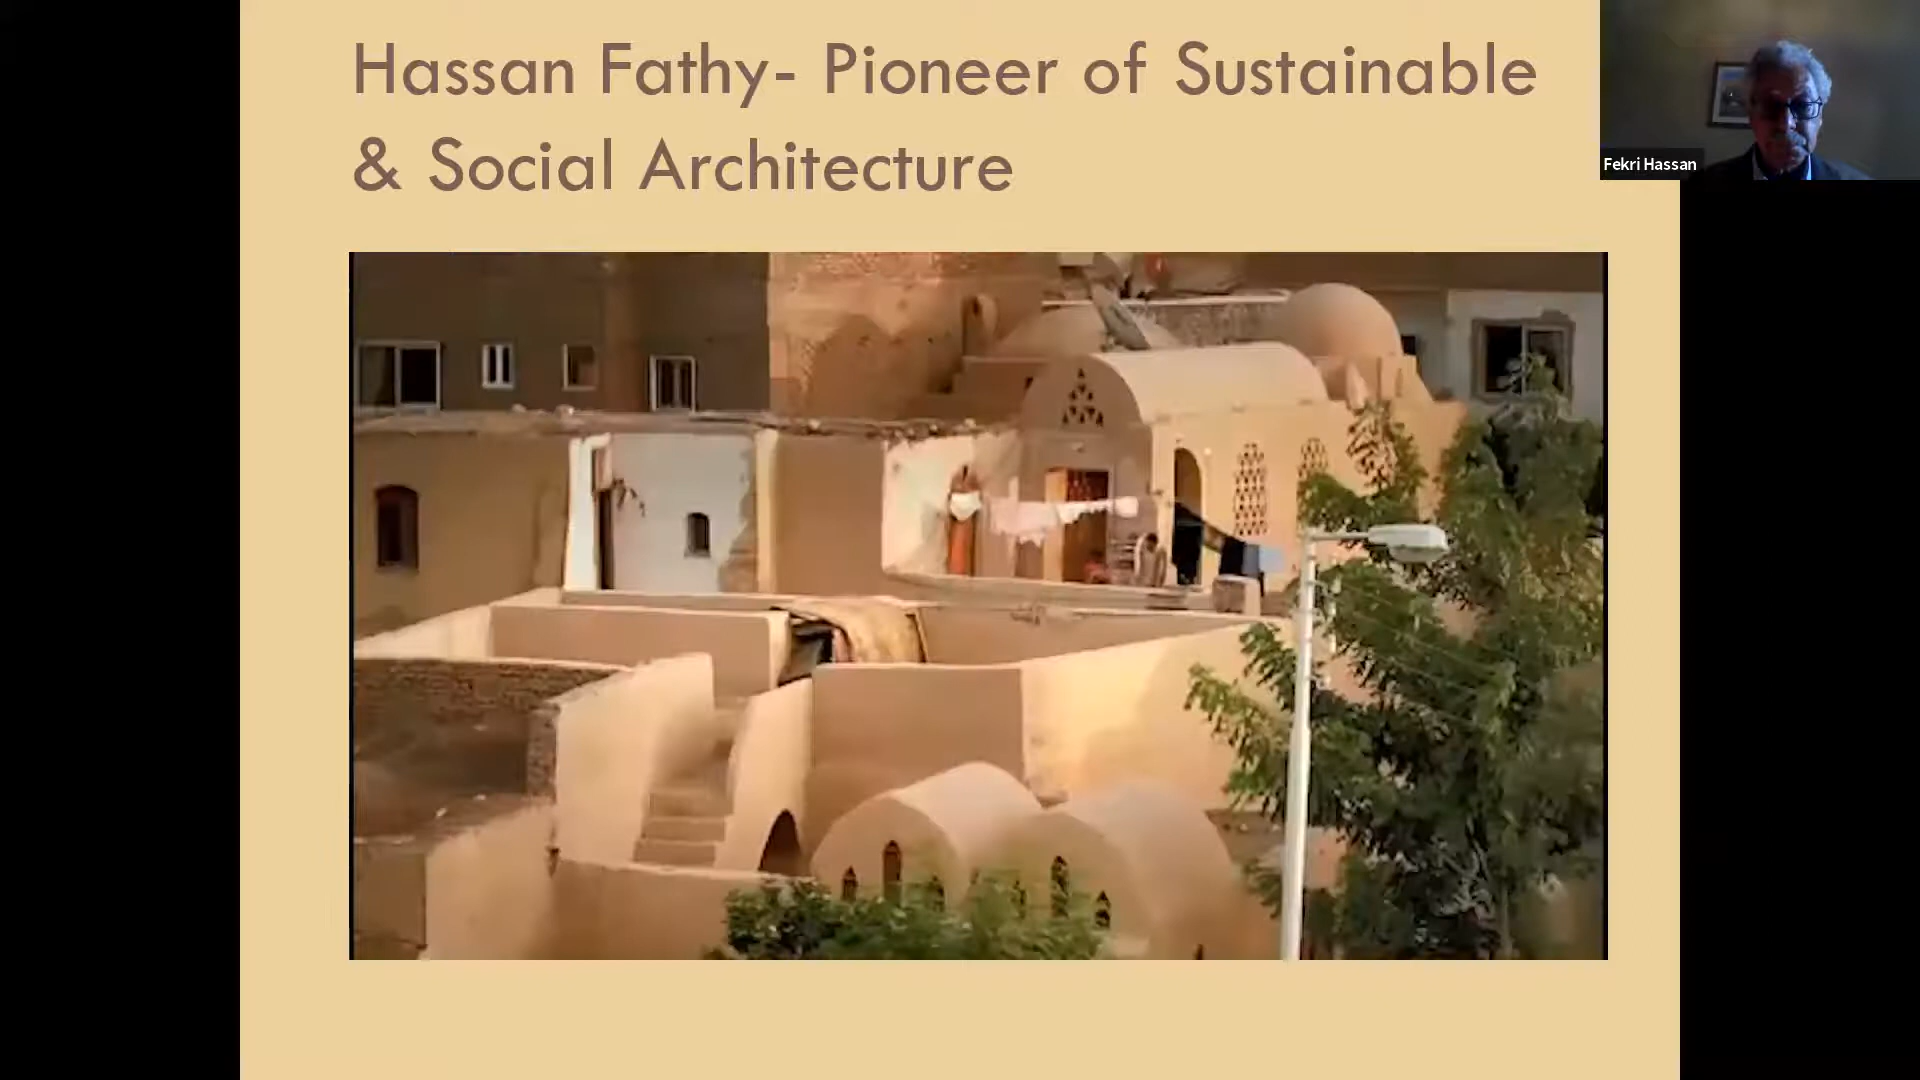 Hassan Fathy- Pioneer of Sustainable
& Social Architecture
Fekri Hassan